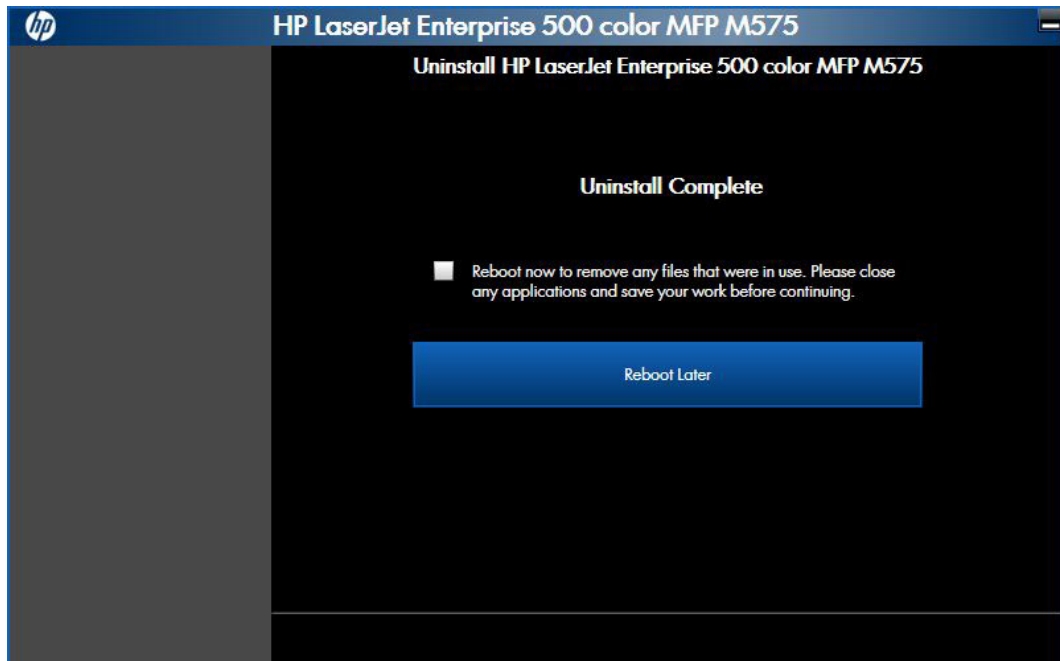 hp
HP LaserJet Enterprise 500 color MFP M575
Uninstall HP LaserJet Enterprise 500 color MFP M575
Uninstall Complete
Reboot now to remove any files that were in use. Please close
any applications and save your work before continuing.
Reboot Later